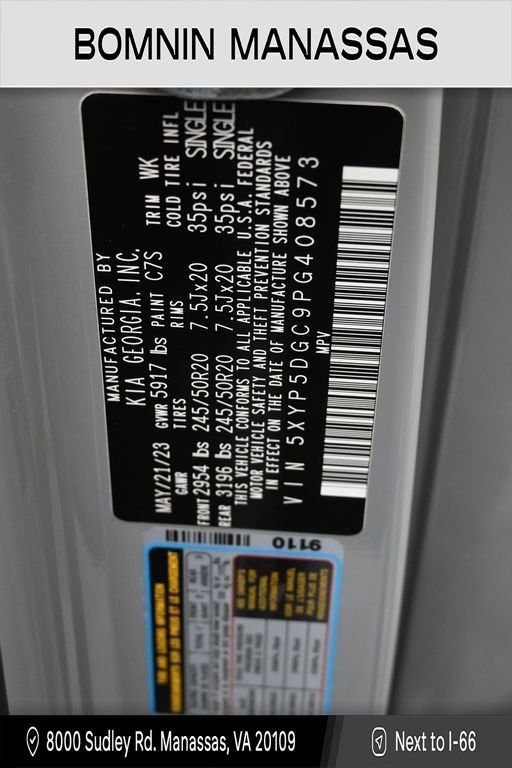 BOMNIN MANASSAS
MANUFACTURED BY
KIA GEORGIA, INC.
MAY/21/23 GVWR 5917 lbs PAINT C7S TRIM WK
GAWR TIRES RIMS COLD TIRE INFL
FRONT 2954 lbs 245/50R20 7.5Jx20 35psi SINGLE
REAR 3196 lbs 245/50R20 7.5Jx20 35psi SINGLE
THIS VEHICLE CONFORMS TO ALL APPLICABLE U.S.A. FEDERAL
MOTOR VEHICLE SAFETY AND THEFT PREVENTION STANDARDS
IN EFFECT ON THE DATE OF MANUFACTURE SHOWN ABOVE
VIN 5XYP5DGC9PG408573
MPV
9110
TIRE AND LOADING INFORMATION
8000 Sudley Rd. Manassas, VA 20109
Next to I-66